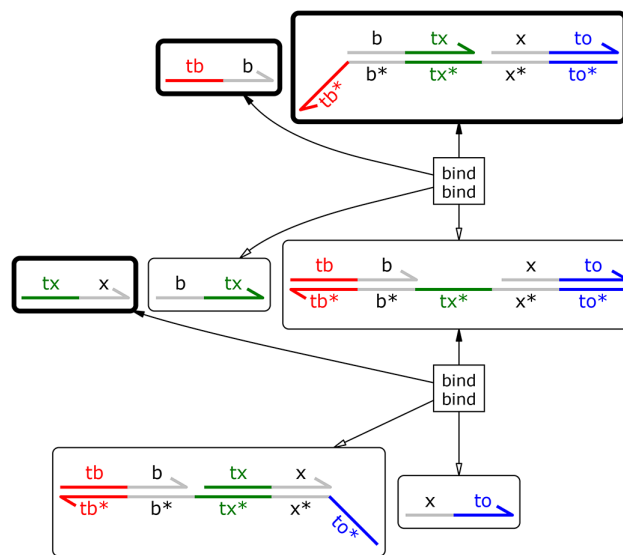 tb b
b tx x to
tb* b* tx* x* to*
bind
bind
tx x
b tx
tb b x to
tb* b* tx* x* to*
bind
bind
tb b tx x
tb* b* tx* x* to*
x to